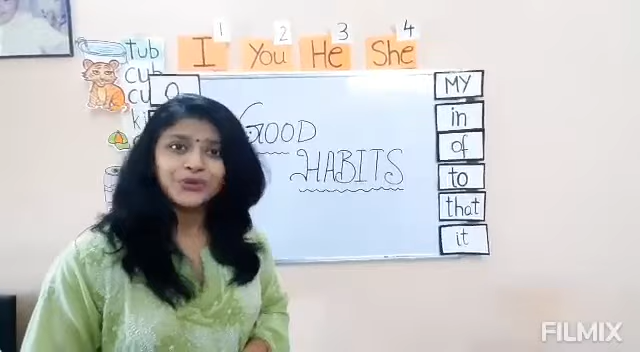 1 2 3 4
I You He She
tub
cub
MY
in
of
to
that
it
GOOD
HABITS
FILMIX